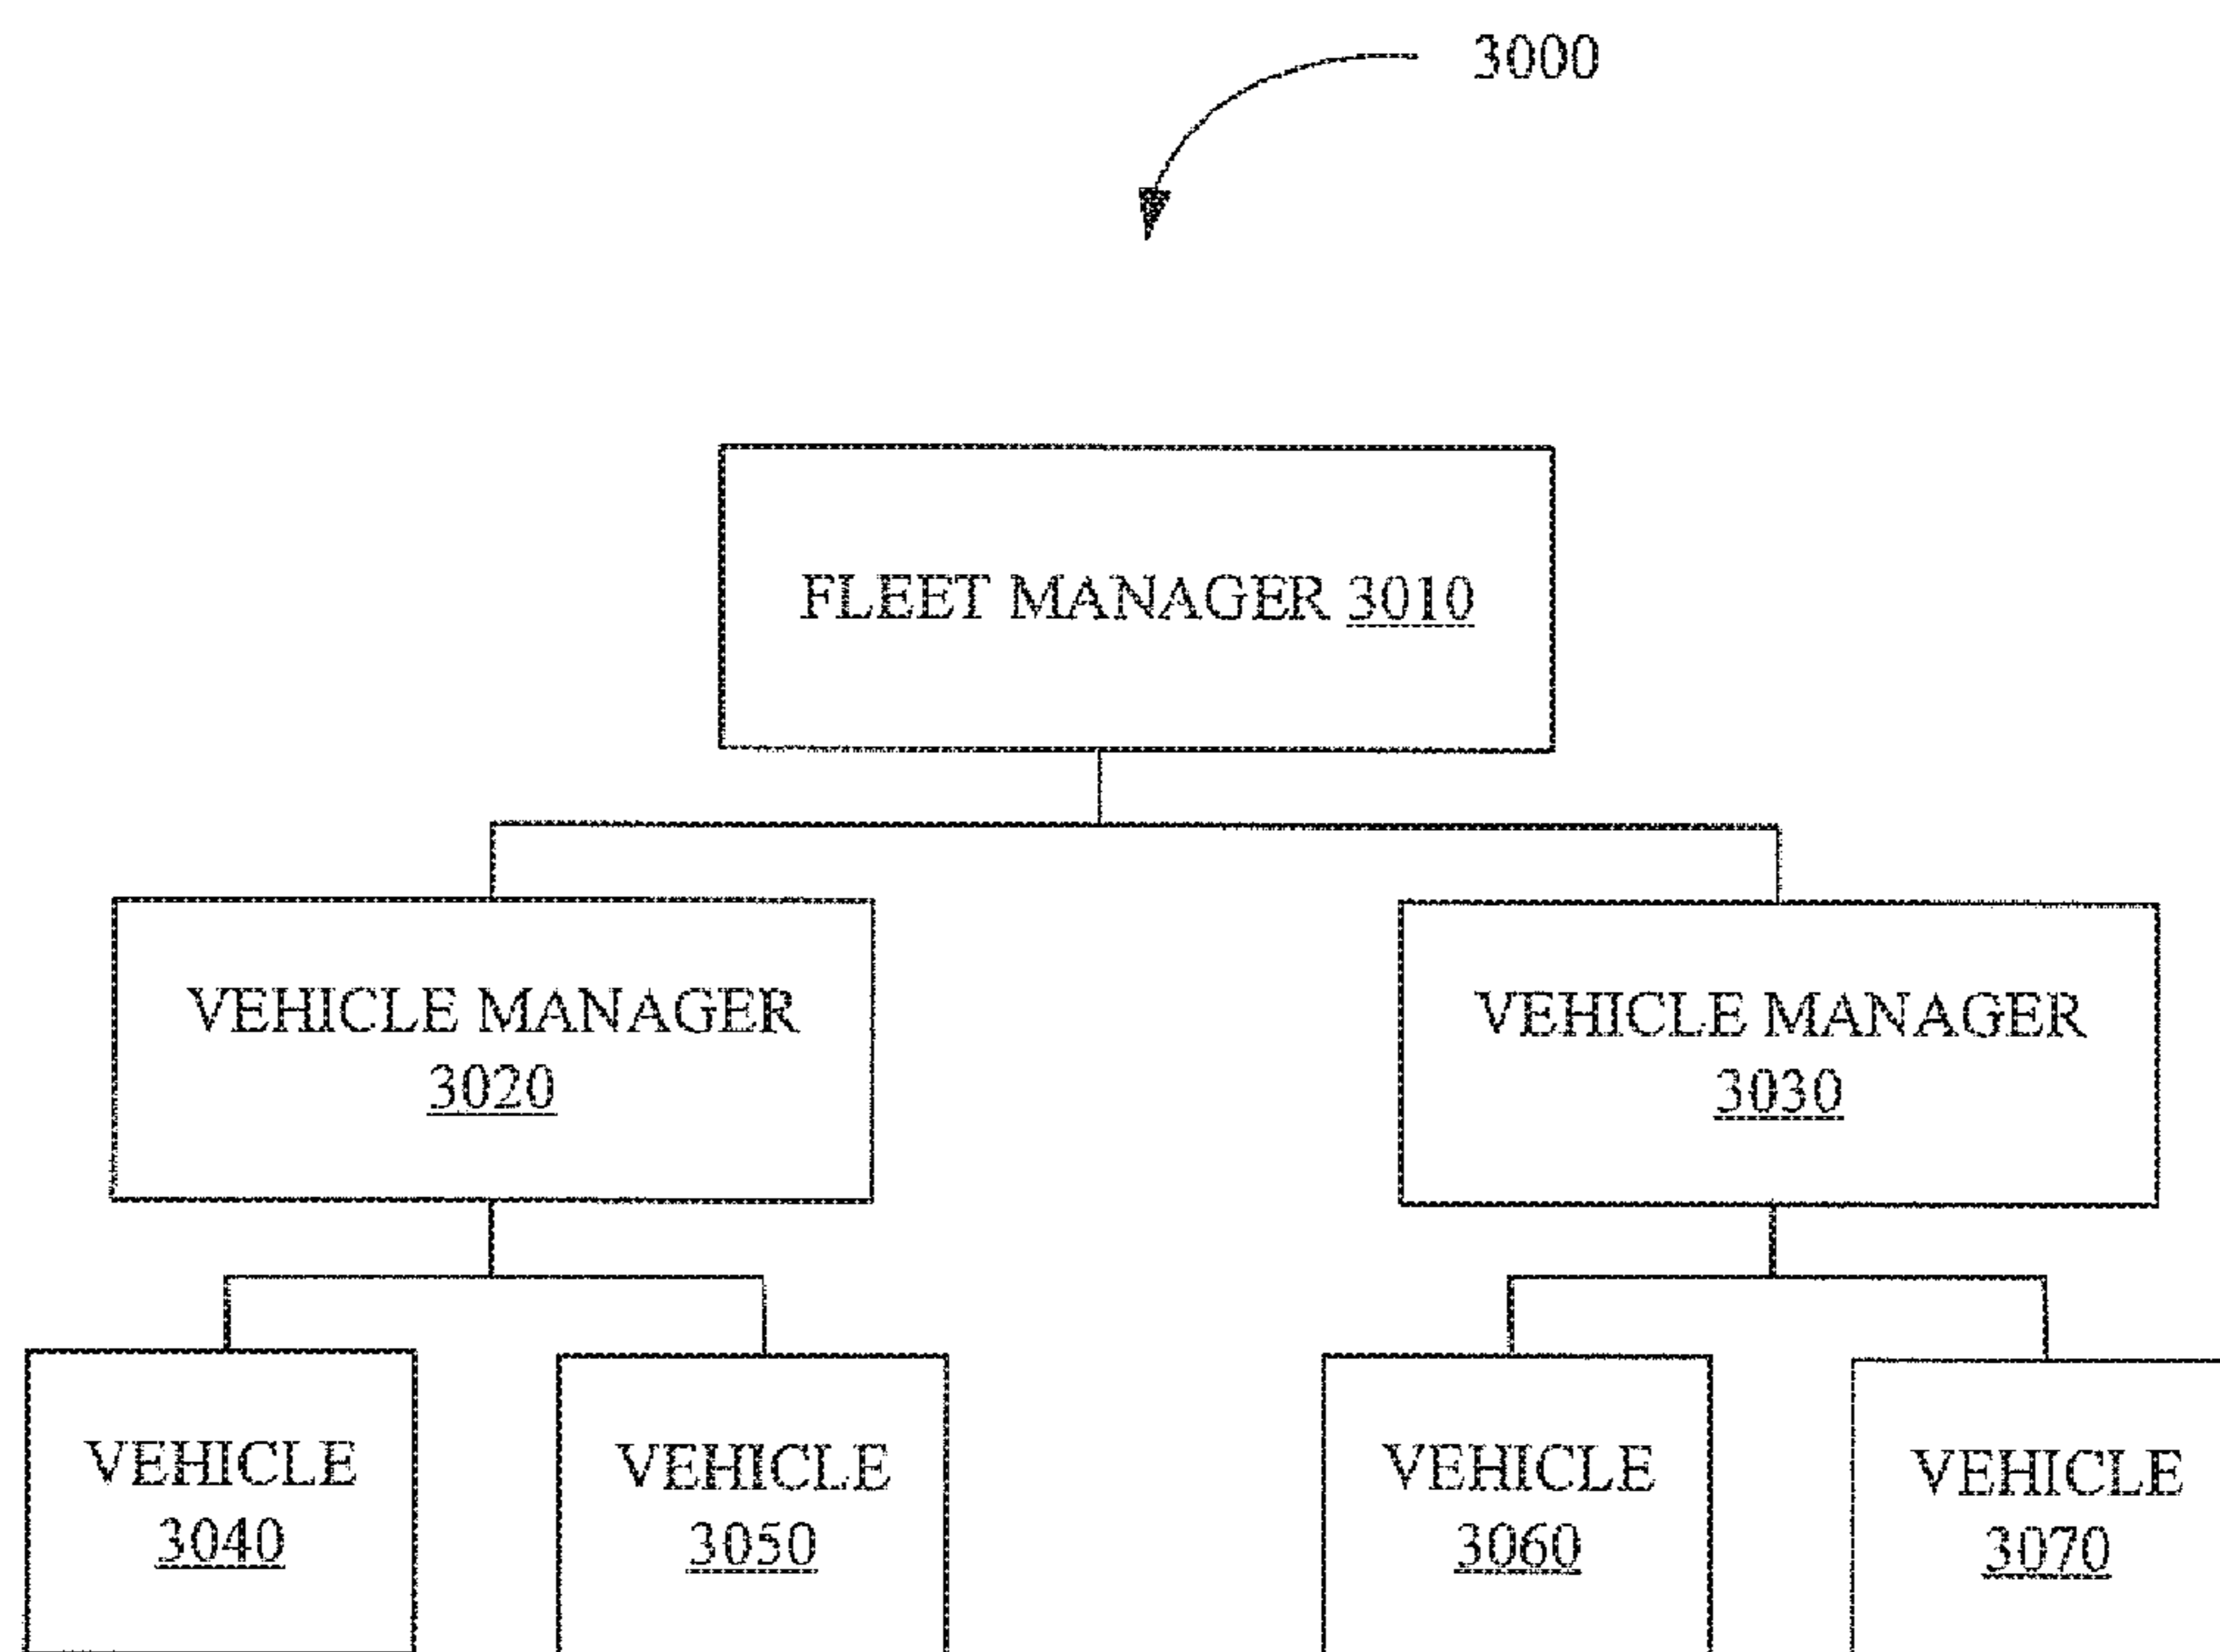 3000
FLEET MANAGER 3010
VEHICLE MANAGER
3020
VEHICLE MANAGER
3030
VEHICLE
3040
VEHICLE
3050
VEHICLE
3060
VEHICLE
3070